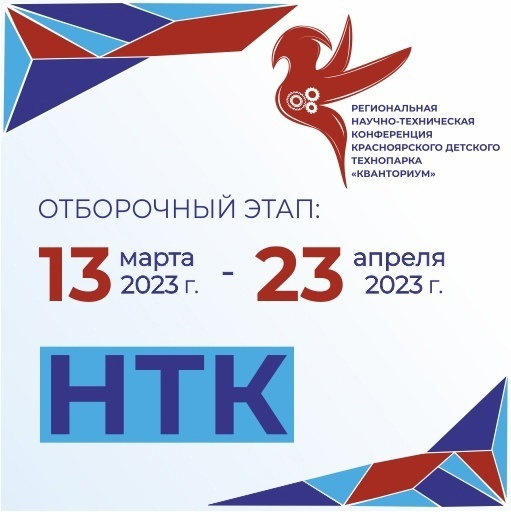 РЕГИОНАЛЬНАЯ
НАУЧНО-ТЕХНИЧЕСКАЯ
КОНФЕРЕНЦИЯ
КРАСНОЯРСКОГО ДЕТСКОГО
ТЕХНОПАРКА
«КВАНТОРИУМ»
ОТБОРОЧНЫЙ ЭТАП:
13 марта 2023 г. - 23 апреля 2023 г.
НТК